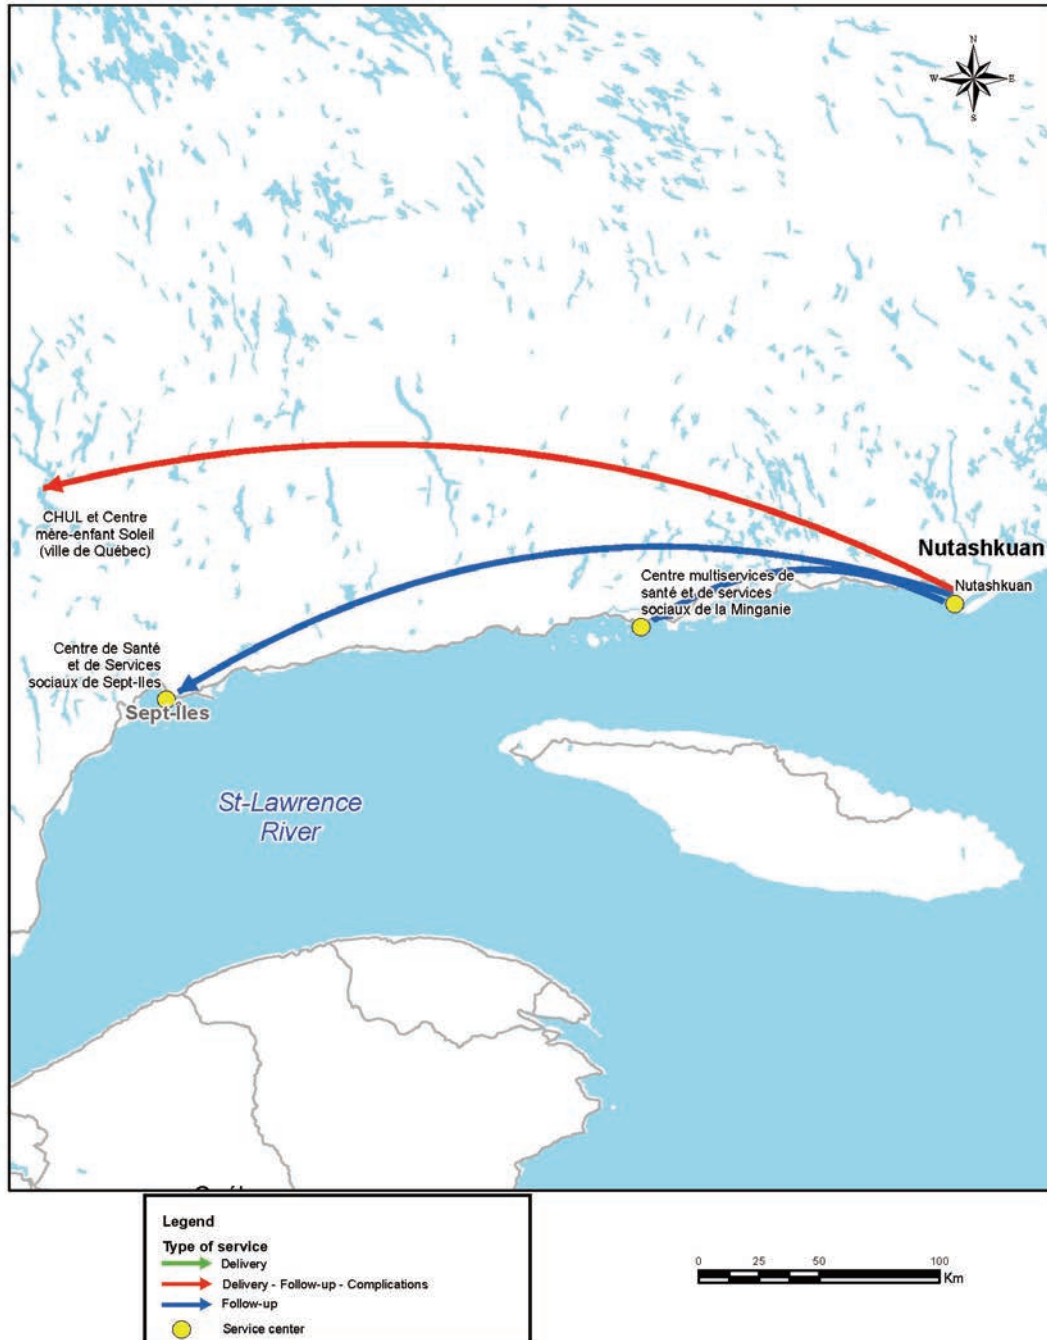 N
W E
S
CHUL et Centre
mère-enfant Soleil
(ville de Québec)
Nutashkuan
Nutashkuan
Centre multiservices de
santé et de services
sociaux de la Minganie
Centre de Santé
et de Services
sociaux de Sept-Iles
Sept-Îles
St-Lawrence
River
Legend
Type of service
Delivery
Delivery - Follow-up - Complications
Follow-up
Service center
0 25 50 100
Km